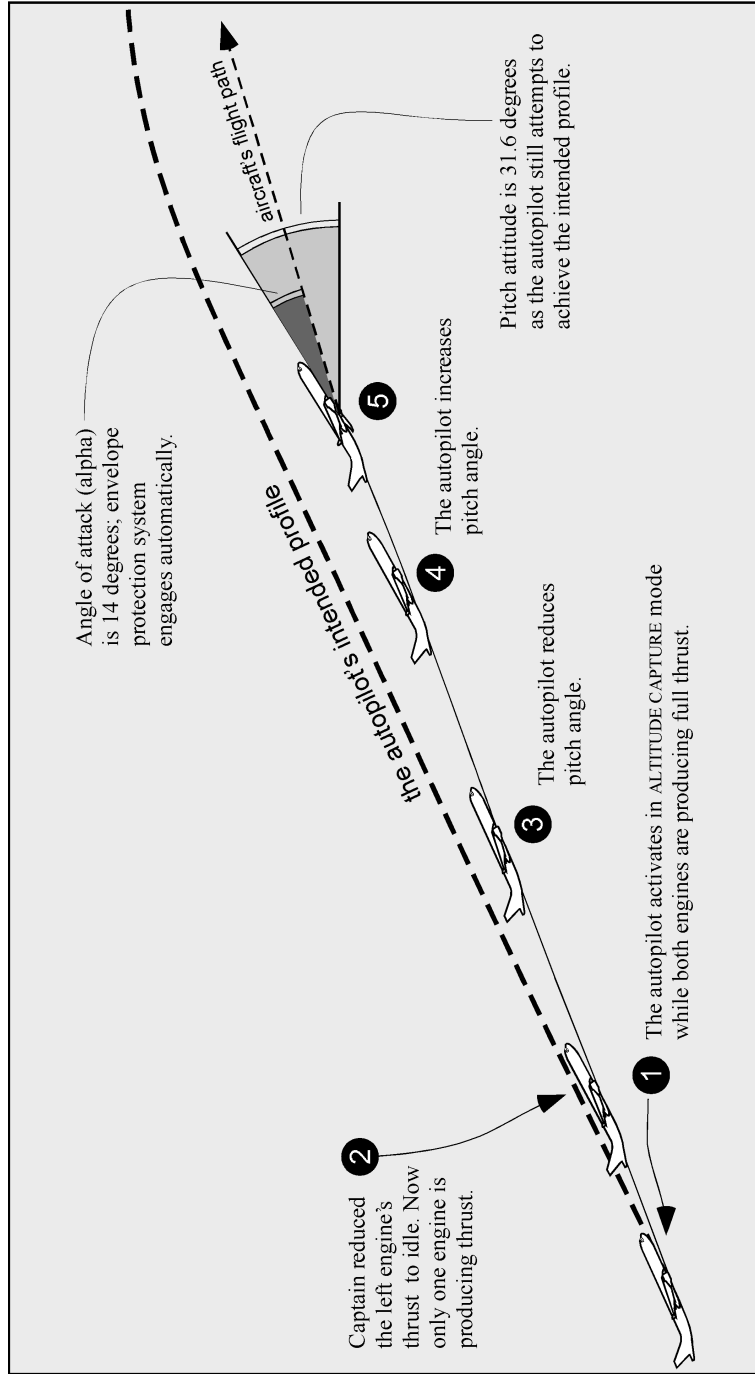 1
The autopilot activates in ALTITUDE CAPTURE mode
while both engines are producing full thrust.
2
Captain reduced
the left engine's
thrust to idle. Now
only one engine is
producing thrust.
3
The autopilot reduces
pitch angle.
4
The autopilot increases
pitch angle.
5
Angle of attack (alpha)
is 14 degrees; envelope
protection system
engages automatically.
Pitch attitude is 31.6 degrees
as the autopilot still attempts to
achieve the intended profile.
the autopilot's intended profile
aircraft's flight path